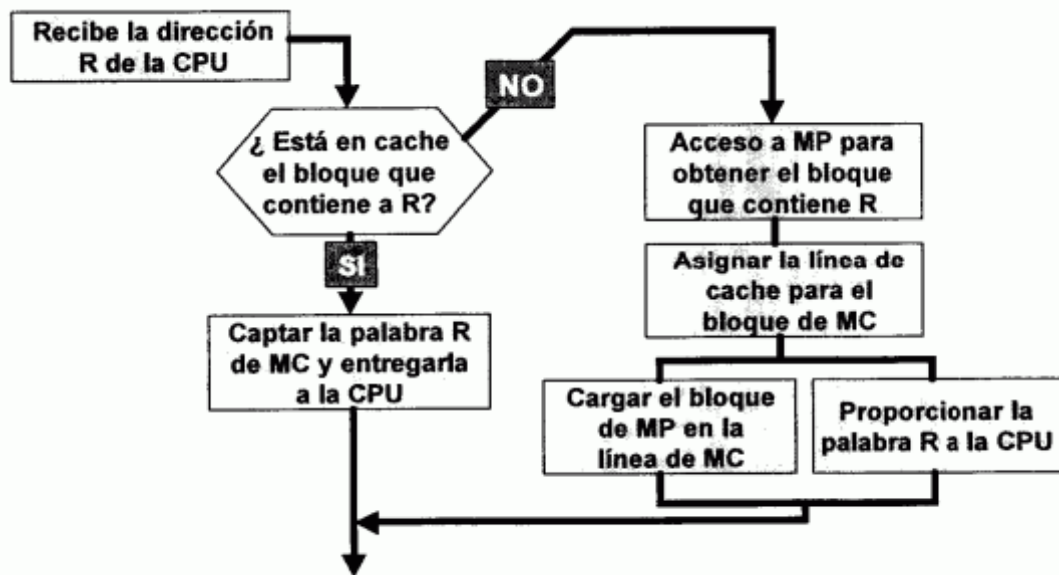 Recibe la dirección
R de la CPU
NO
¿ Está en cache
el bloque que
contiene a R?
SI
Captar la palabra R
de MC y entregarla
a la CPU
Acceso a MP para
obtener el bloque
que contiene R
Asignar la línea de
cache para el
bloque de MC
Cargar el bloque
de MP en la
línea de MC
Proporcionar la
palabra R a la CPU